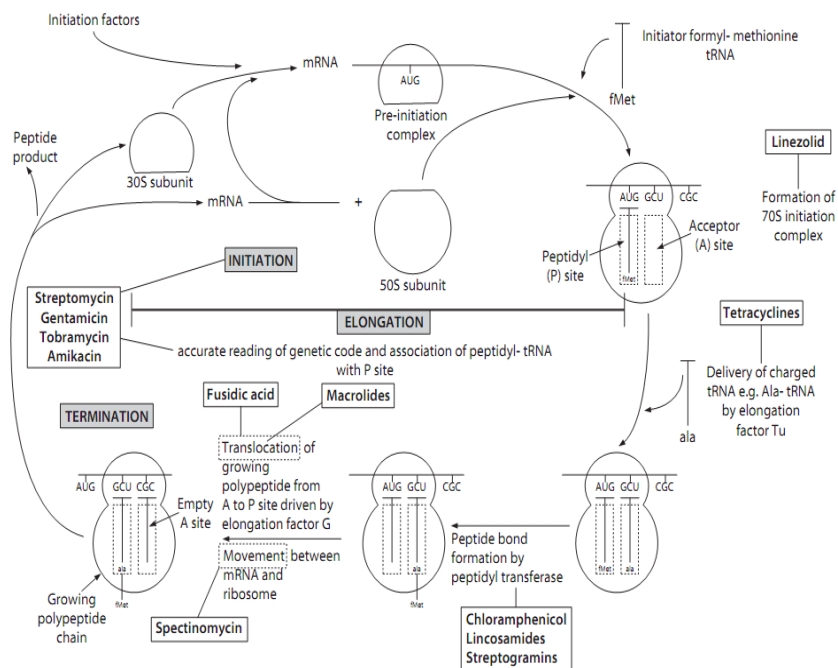 Initiation factors
mRNA
AUG
Pre-initiation
complex
Initiator formyl- methionine
tRNA
fMet
Peptide
product
30S subunit
mRNA
+
50S subunit
Linezolid
Formation of
70S initiation
complex
AUG GCU CGC
Peptidyl
(P) site
Acceptor
(A) site
fMet
INITIATION
Streptomycin
Gentamicin
Tobramycin
Amikacin
ELONGATION
accurate reading of genetic code and association of peptidyl- tRNA
with P site
Tetracyclines
Delivery of charged
tRNA e.g. Ala- tRNA
by elongation
factor Tu
ala
TERMINATION
Fusidic acid
Macrolides
Translocation of
growing
polypeptide from
A to P site driven by
elongation factor G
Movement between
mRNA and
ribosome
Spectinomycin
AUG GCU CGC
Empty
A site
ala
fMet
Growing
polypeptide
chain
AUG GCU CGC
ala
fMet
Peptide bond
formation by
peptidyl transferase
Chloramphenicol
Lincosamides
Streptogramins
AUG GCU CGC
fMet ala